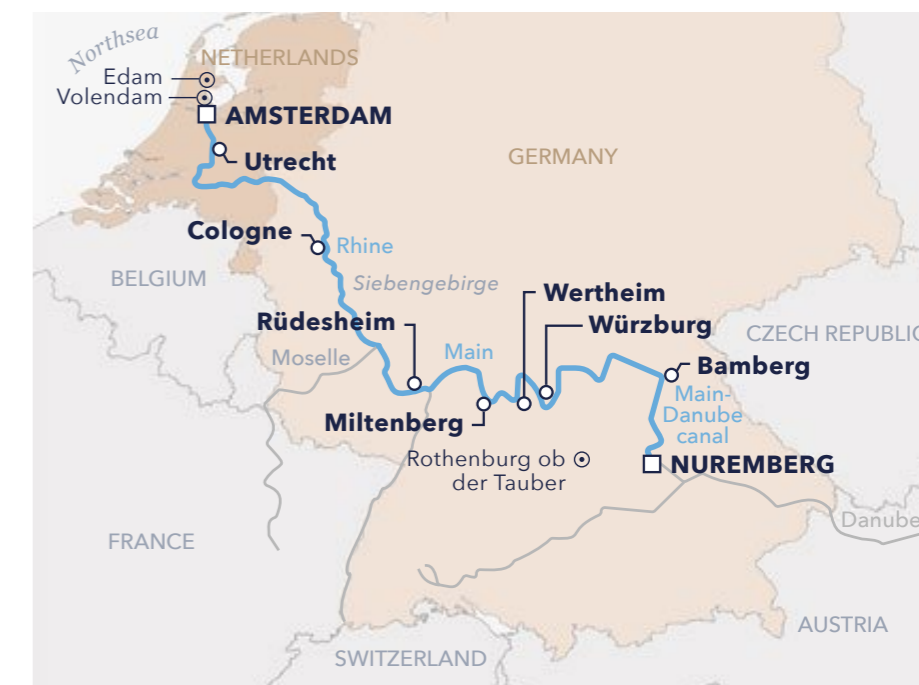 Northsea
NETHERLANDS
Edam
Volendam
AMSTERDAM
GERMANY
Utrecht
Cologne
Rhine
BELGIUM
Siebengebirge
Wertheim
Rüdesheim
Würzburg
CZECH REPUBLIC
Moselle
Main
Bamberg
Main-
Danube
canal
Miltenberg
Rothenburg ob
der Tauber
NUREMBERG
Danube
FRANCE
AUSTRIA
SWITZERLAND